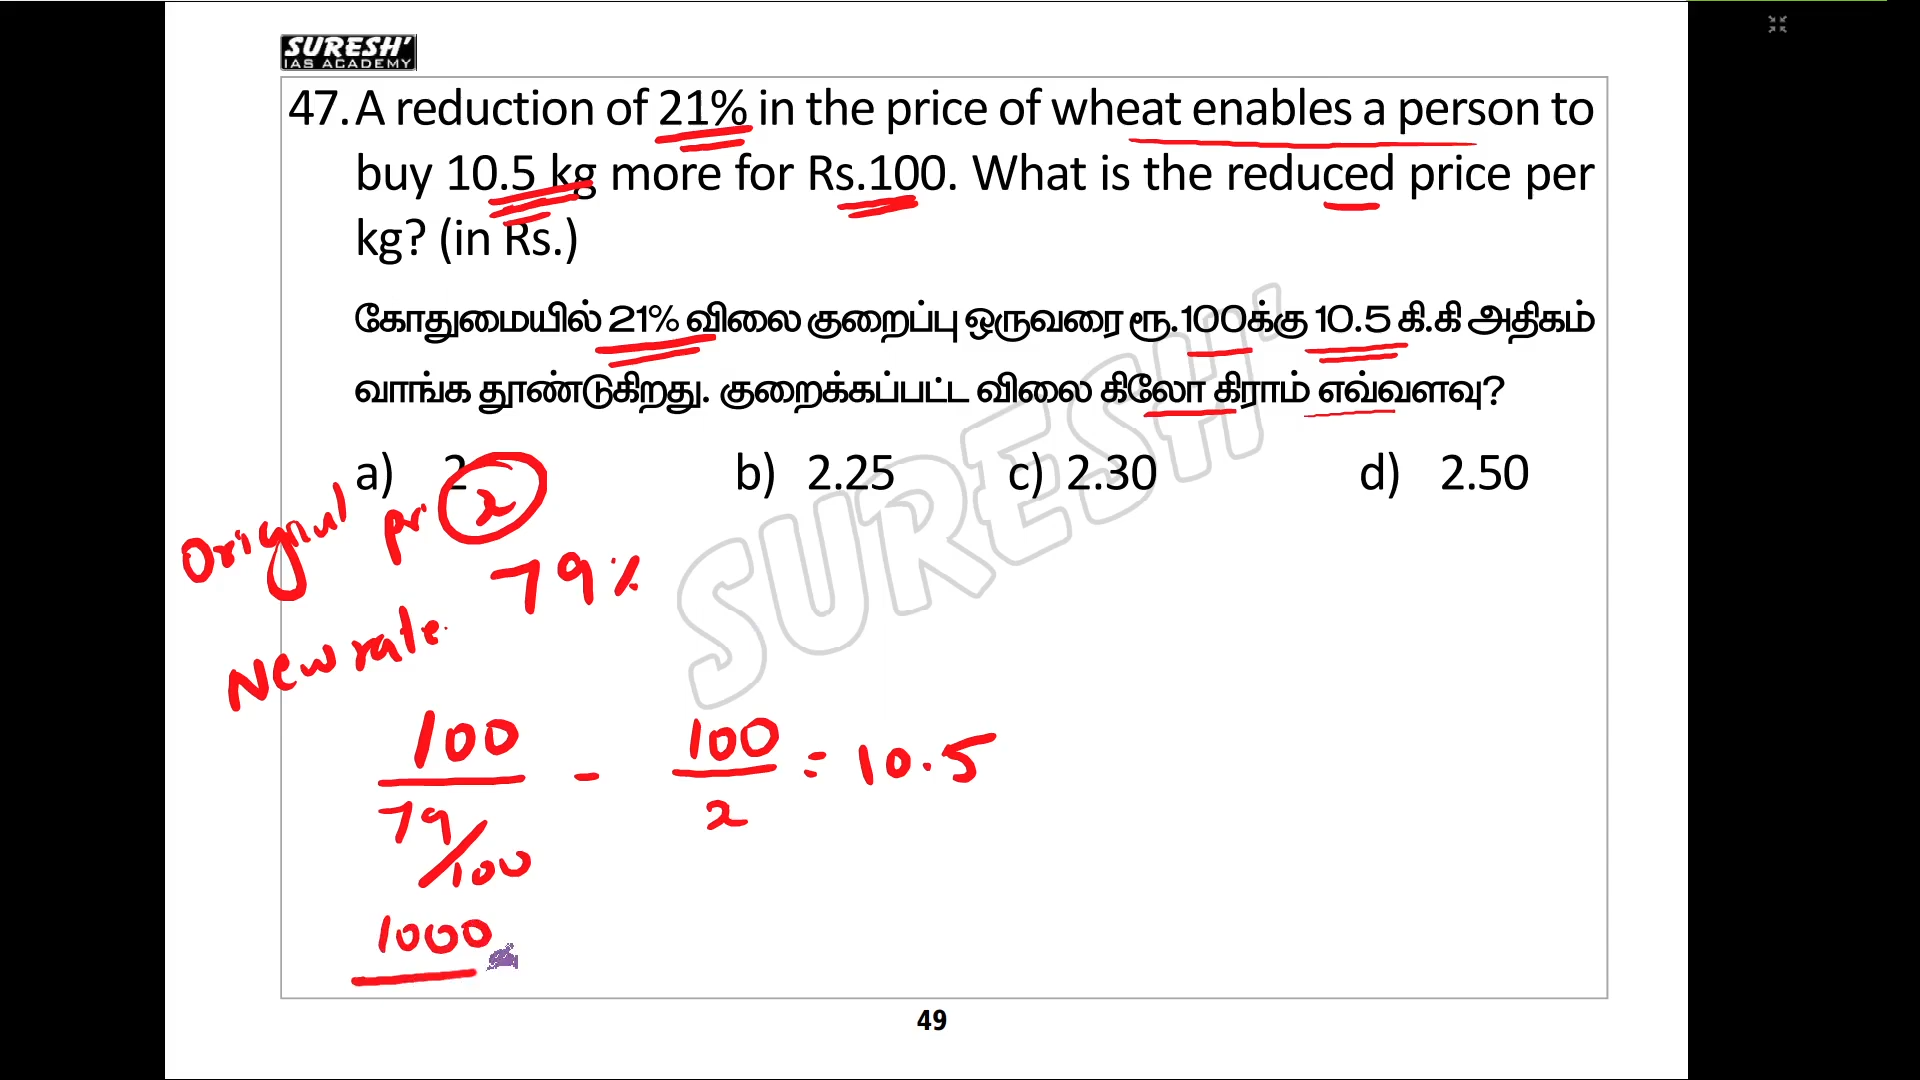 SURESH'
IAS ACADEMY
47. A reduction of 21% in the price of wheat enables a person to
buy 10.5 kg more for Rs.100. What is the reduced price per
kg? (in Rs.)
கோதுமையில் 21% விலை குறைப்பு ஒருவரை ரூ.100க்கு 10.5 கி.கி அதிகம்
வாங்க தூண்டுகிறது. குறைக்கப்பட்ட விலை கிலோ கிராம் எவ்வளவு?
a) 2 b) 2.25 c) 2.30 d) 2.50
Original pr x
79%
New rate
100 / 79/100 - 100 / x = 10.5
1000
SURESH'
49